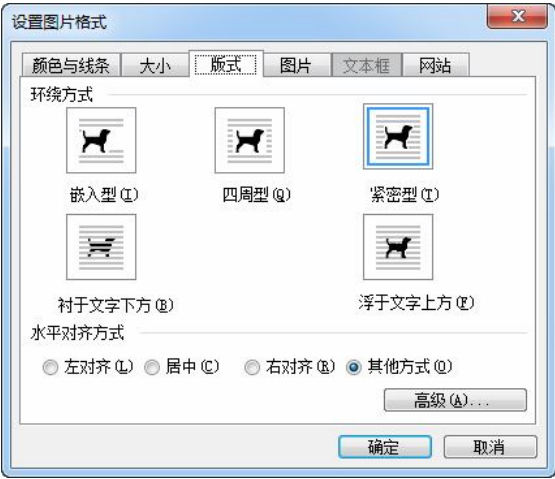 设置图片格式
颜色与线条 大小 版式 图片 文本框 网站
环绕方式
嵌入型(I) 四周型(Q) 紧密型(T)
衬于文字下方(B) 浮于文字上方(F)
水平对齐方式
左对齐(L) 居中(C) 右对齐(R) 其他方式(O)
高级(A)...
确定 取消